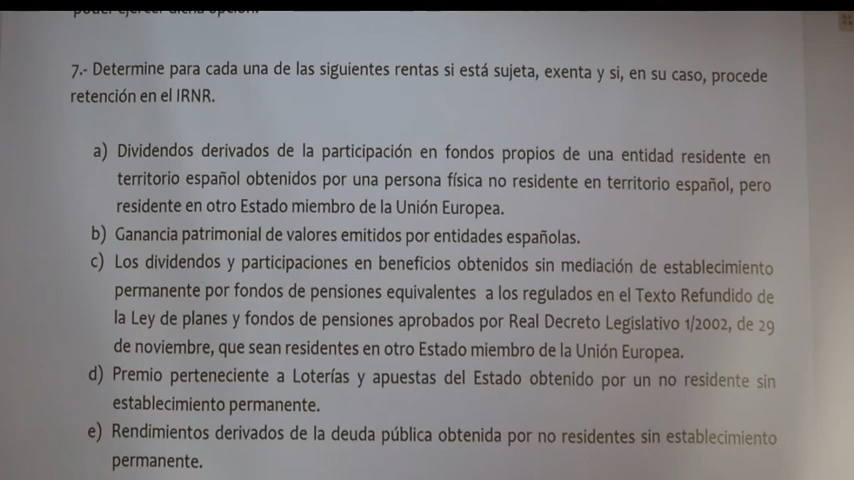 poder ejercer dicha opción.
7.- Determine para cada una de las siguientes rentas si está sujeta, exenta y si, en su caso, procede
retención en el IRNR.
a) Dividendos derivados de la participación en fondos propios de una entidad residente en
territorio español obtenidos por una persona física no residente en territorio español, pero
residente en otro Estado miembro de la Unión Europea.
b) Ganancia patrimonial de valores emitidos por entidades españolas.
c) Los dividendos y participaciones en beneficios obtenidos sin mediación de establecimiento
permanente por fondos de pensiones equivalentes a los regulados en el Texto Refundido de
la Ley de planes y fondos de pensiones aprobados por Real Decreto Legislativo 1/2002, de 29
de noviembre, que sean residentes en otro Estado miembro de la Unión Europea.
d) Premio perteneciente a Loterías y apuestas del Estado obtenido por un no residente sin
establecimiento permanente.
e) Rendimientos derivados de la deuda pública obtenida por no residentes sin establecimiento
permanente.